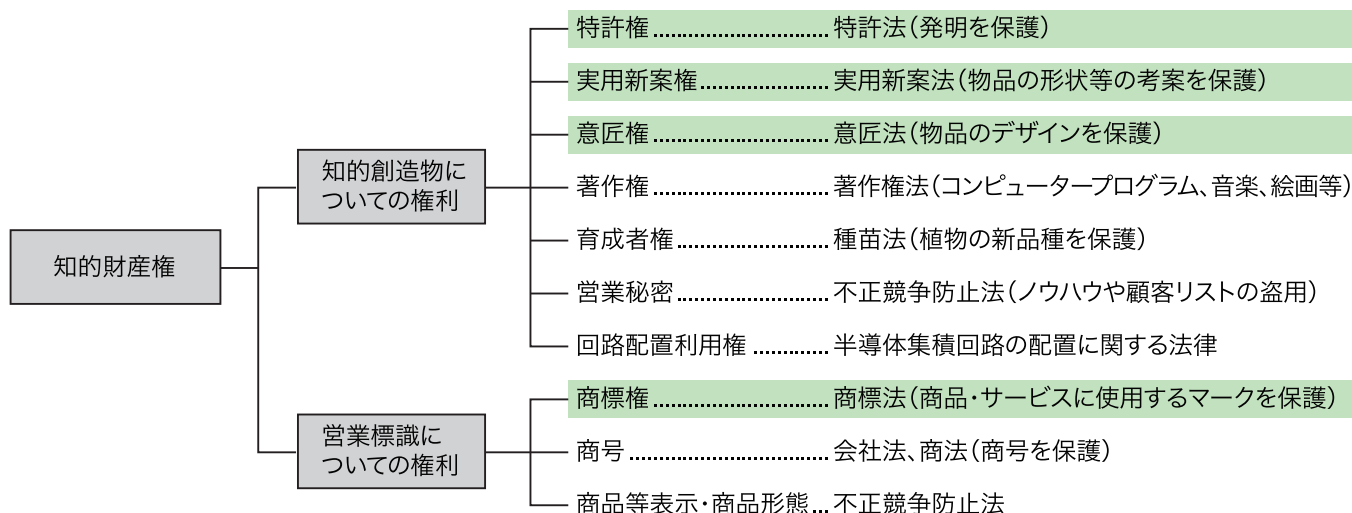 知的財産権
知的創造物に
ついての権利
特許権 ………………… 特許法（発明を保護）
実用新案権 …………… 実用新案法（物品の形状等の考案を保護）
意匠権 ………………… 意匠法（物品のデザインを保護）
著作権 ………………… 著作権法（コンピュータープログラム、音楽、絵画等）
育成者権 ……………… 種苗法（植物の新品種を保護）
営業秘密 ……………… 不正競争防止法（ノウハウや顧客リストの盗用）
回路配置利用権 ……… 半導体集積回路の配置に関する法律
営業標識に
ついての権利
商標権 ………………… 商標法（商品・サービスに使用するマークを保護）
商号 …………………… 会社法、商法（商号を保護）
商品等表示・商品形態 … 不正競争防止法